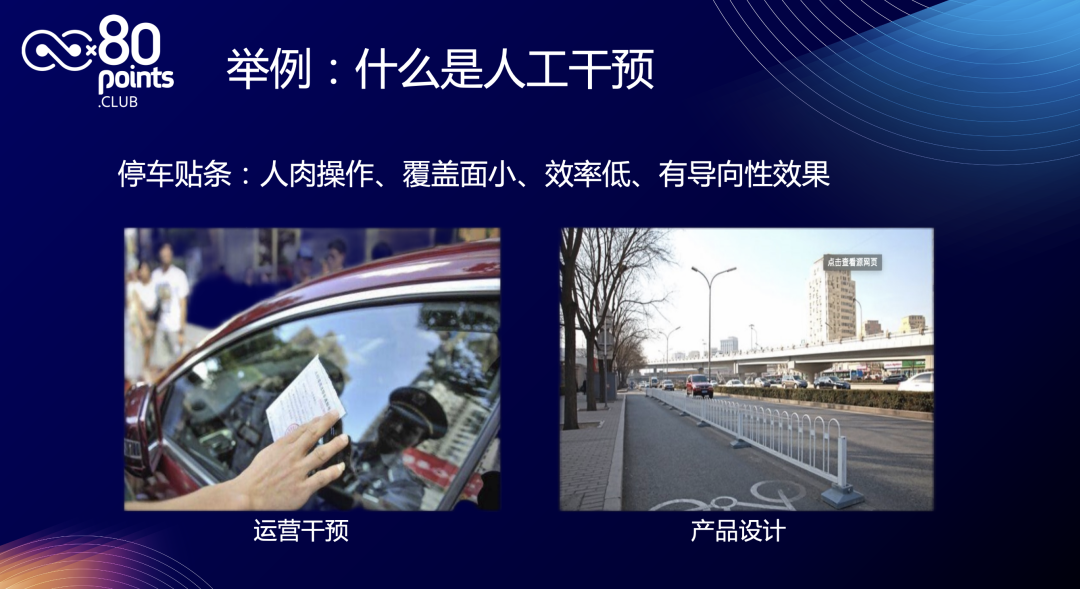 ×80
points
.CLUB
举例：什么是人工干预
停车贴条：人肉操作、覆盖面小、效率低、有导向性效果
点击查看源网页
运营干预
产品设计